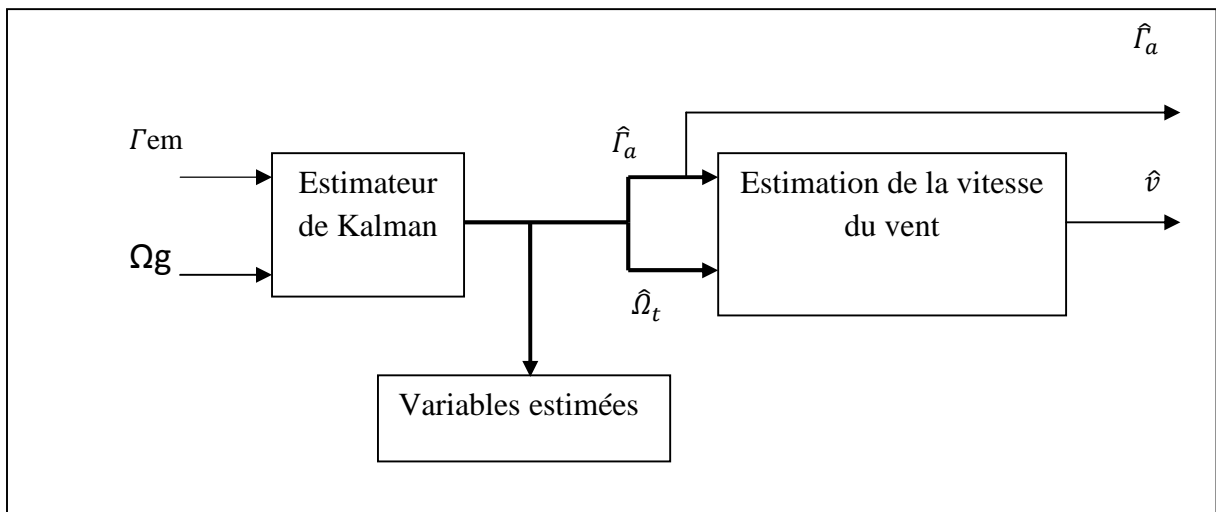 Γ̂a
Γem
Ωg
Estimateur
de Kalman
Γ̂a
Ω̂t
Estimation de la vitesse
du vent
v̂
Variables estimées